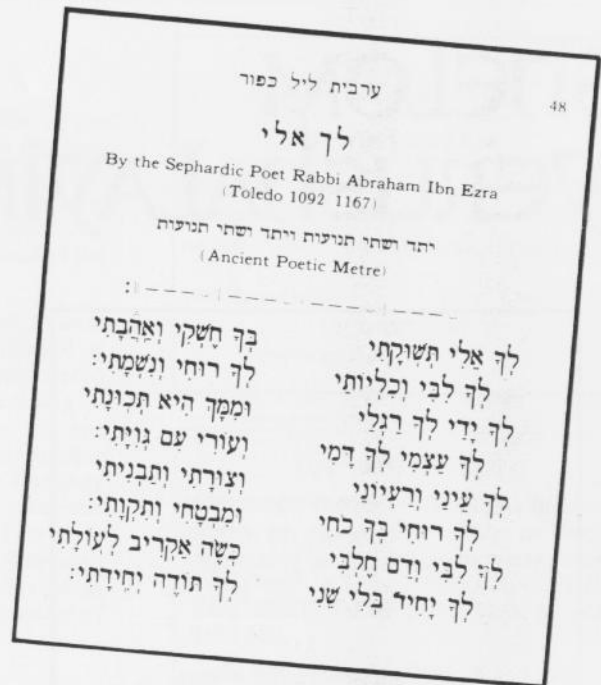 48
ערבית ליל כפור
לך אלי
By the Sephardic Poet Rabbi Abraham Ibn Ezra
(Toledo 1092 1167)
יתד ושתי תנועות ויתד ושתי תנועות
(Ancient Poetic Metre)
לְךָ אֵלִי תְּשׁוּקָתִי בְּךָ חֶשְׁקִי וְאַהֲבָתִי
לְךָ לִבִּי וְכִלְיוֹתַי לְךָ רוּחִי וְנִשְׁמָתִי:
לְךָ יָדַי לְךָ רַגְלַי וּמִמָּךְ הִיא תְּכוּנָתִי
לְךָ עַצְמִי לְךָ דָּמִי וְעוֹרִי עִם גְּוִיָּתִי:
לְךָ עֵינַי וְרַעְיוֹנַי וְצוּרָתִי וְתַבְנִיתִי
לְךָ רוּחִי בְּךָ כֹּחִי וּמִבְטָחִי וְתִקְוָתִי:
לְךָ לִבִּי וְדַם חֶלְבִּי כְּשֶׂה אַקְרִיב לְעוֹלָתִי
לְךָ יָחִיד בְּלִי שֵׁנִי לְךָ תּוֹדֶה יְחִידָתִי: